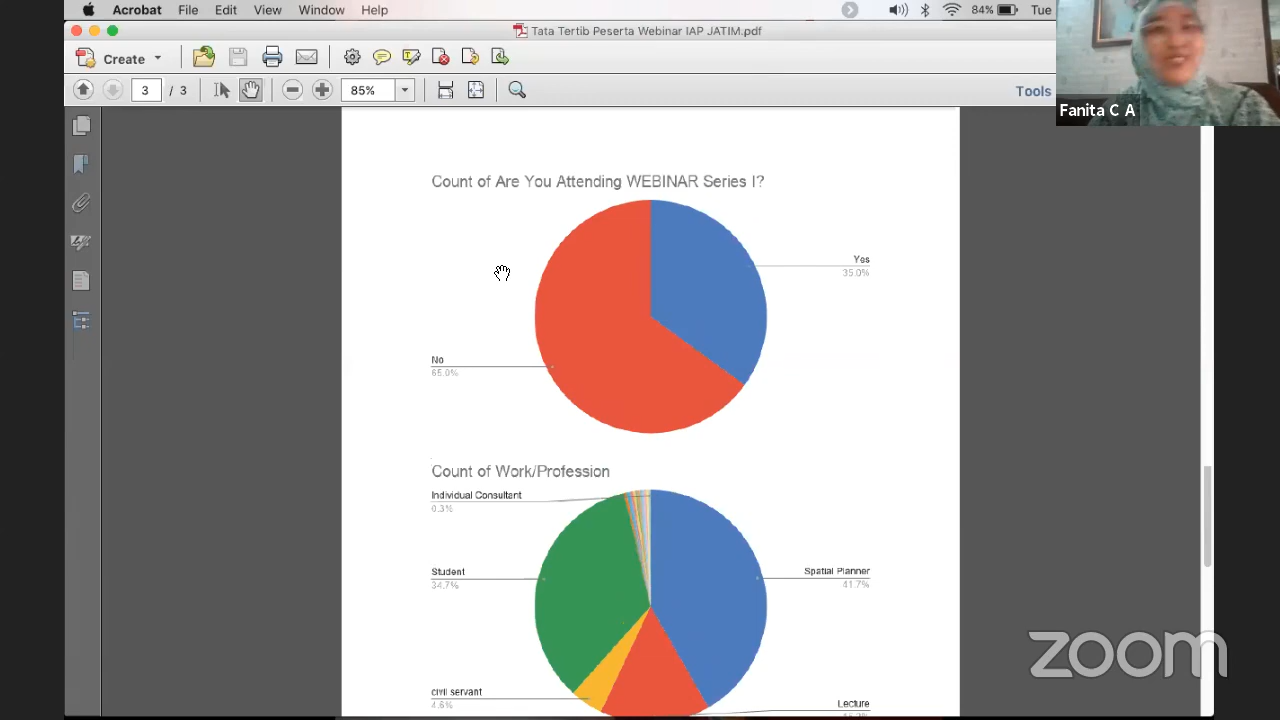 Acrobat File Edit View Window Help 84% Tue
Tata Tertib Peserta Webinar IAP JATIM.pdf
Create
3 / 3 85% Tools
Fanita C A
Count of Are You Attending WEBINAR Series I?
Yes
35.0%
No
65.0%
Count of Work/Profession
Individual Consultant
0.3%
Student
34.7%
Spatial Planner
41.7%
civil servant
4.6%
Lecture
zoom